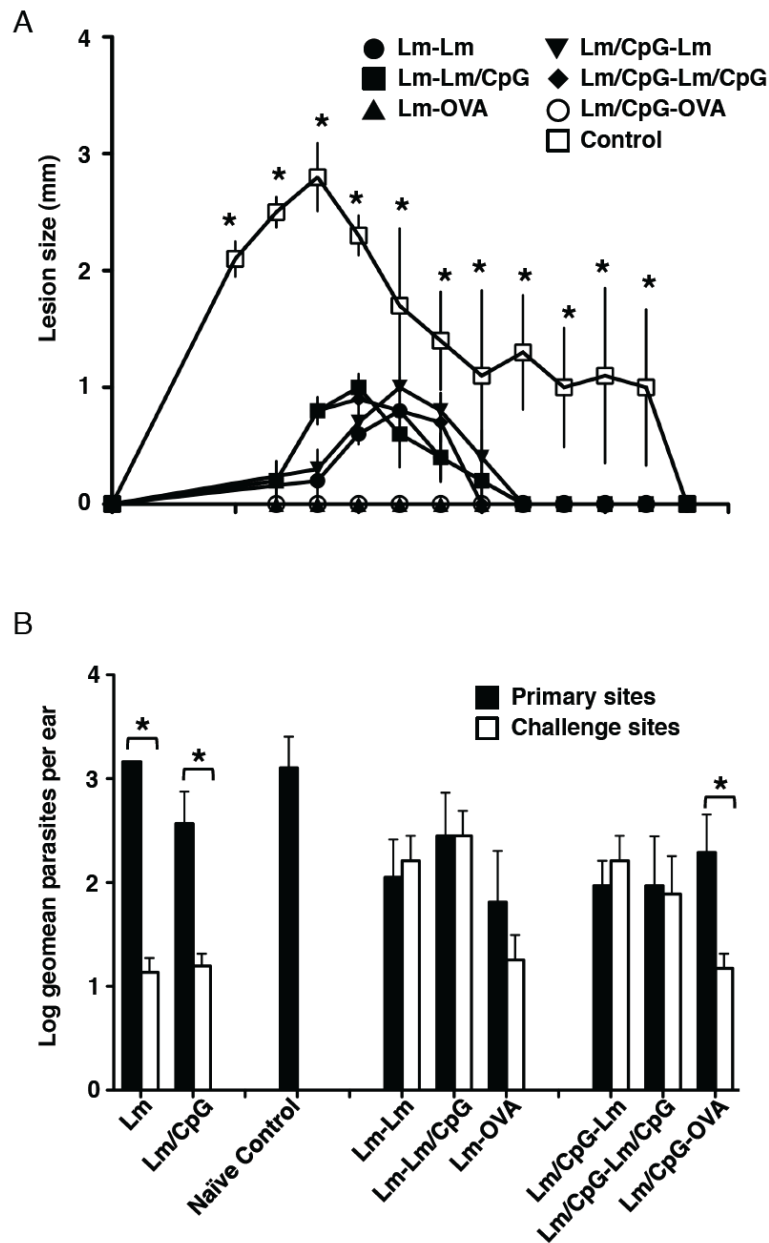 A
4
3
2
1
0
Lesion size (mm)
Lm-Lm
Lm-Lm/CpG
Lm-OVA
Lm/CpG-Lm
Lm/CpG-Lm/CpG
Lm/CpG-OVA
Control
* * * * * * * * * * *
B
4
3
2
1
0
Log geomean parasites per ear
Primary sites
Challenge sites
* * *
Lm
Lm/CpG
Naïve Control
Lm-Lm
Lm-Lm/CpG
Lm-OVA
Lm/CpG-Lm
Lm/CpG-Lm/CpG
Lm/CpG-OVA